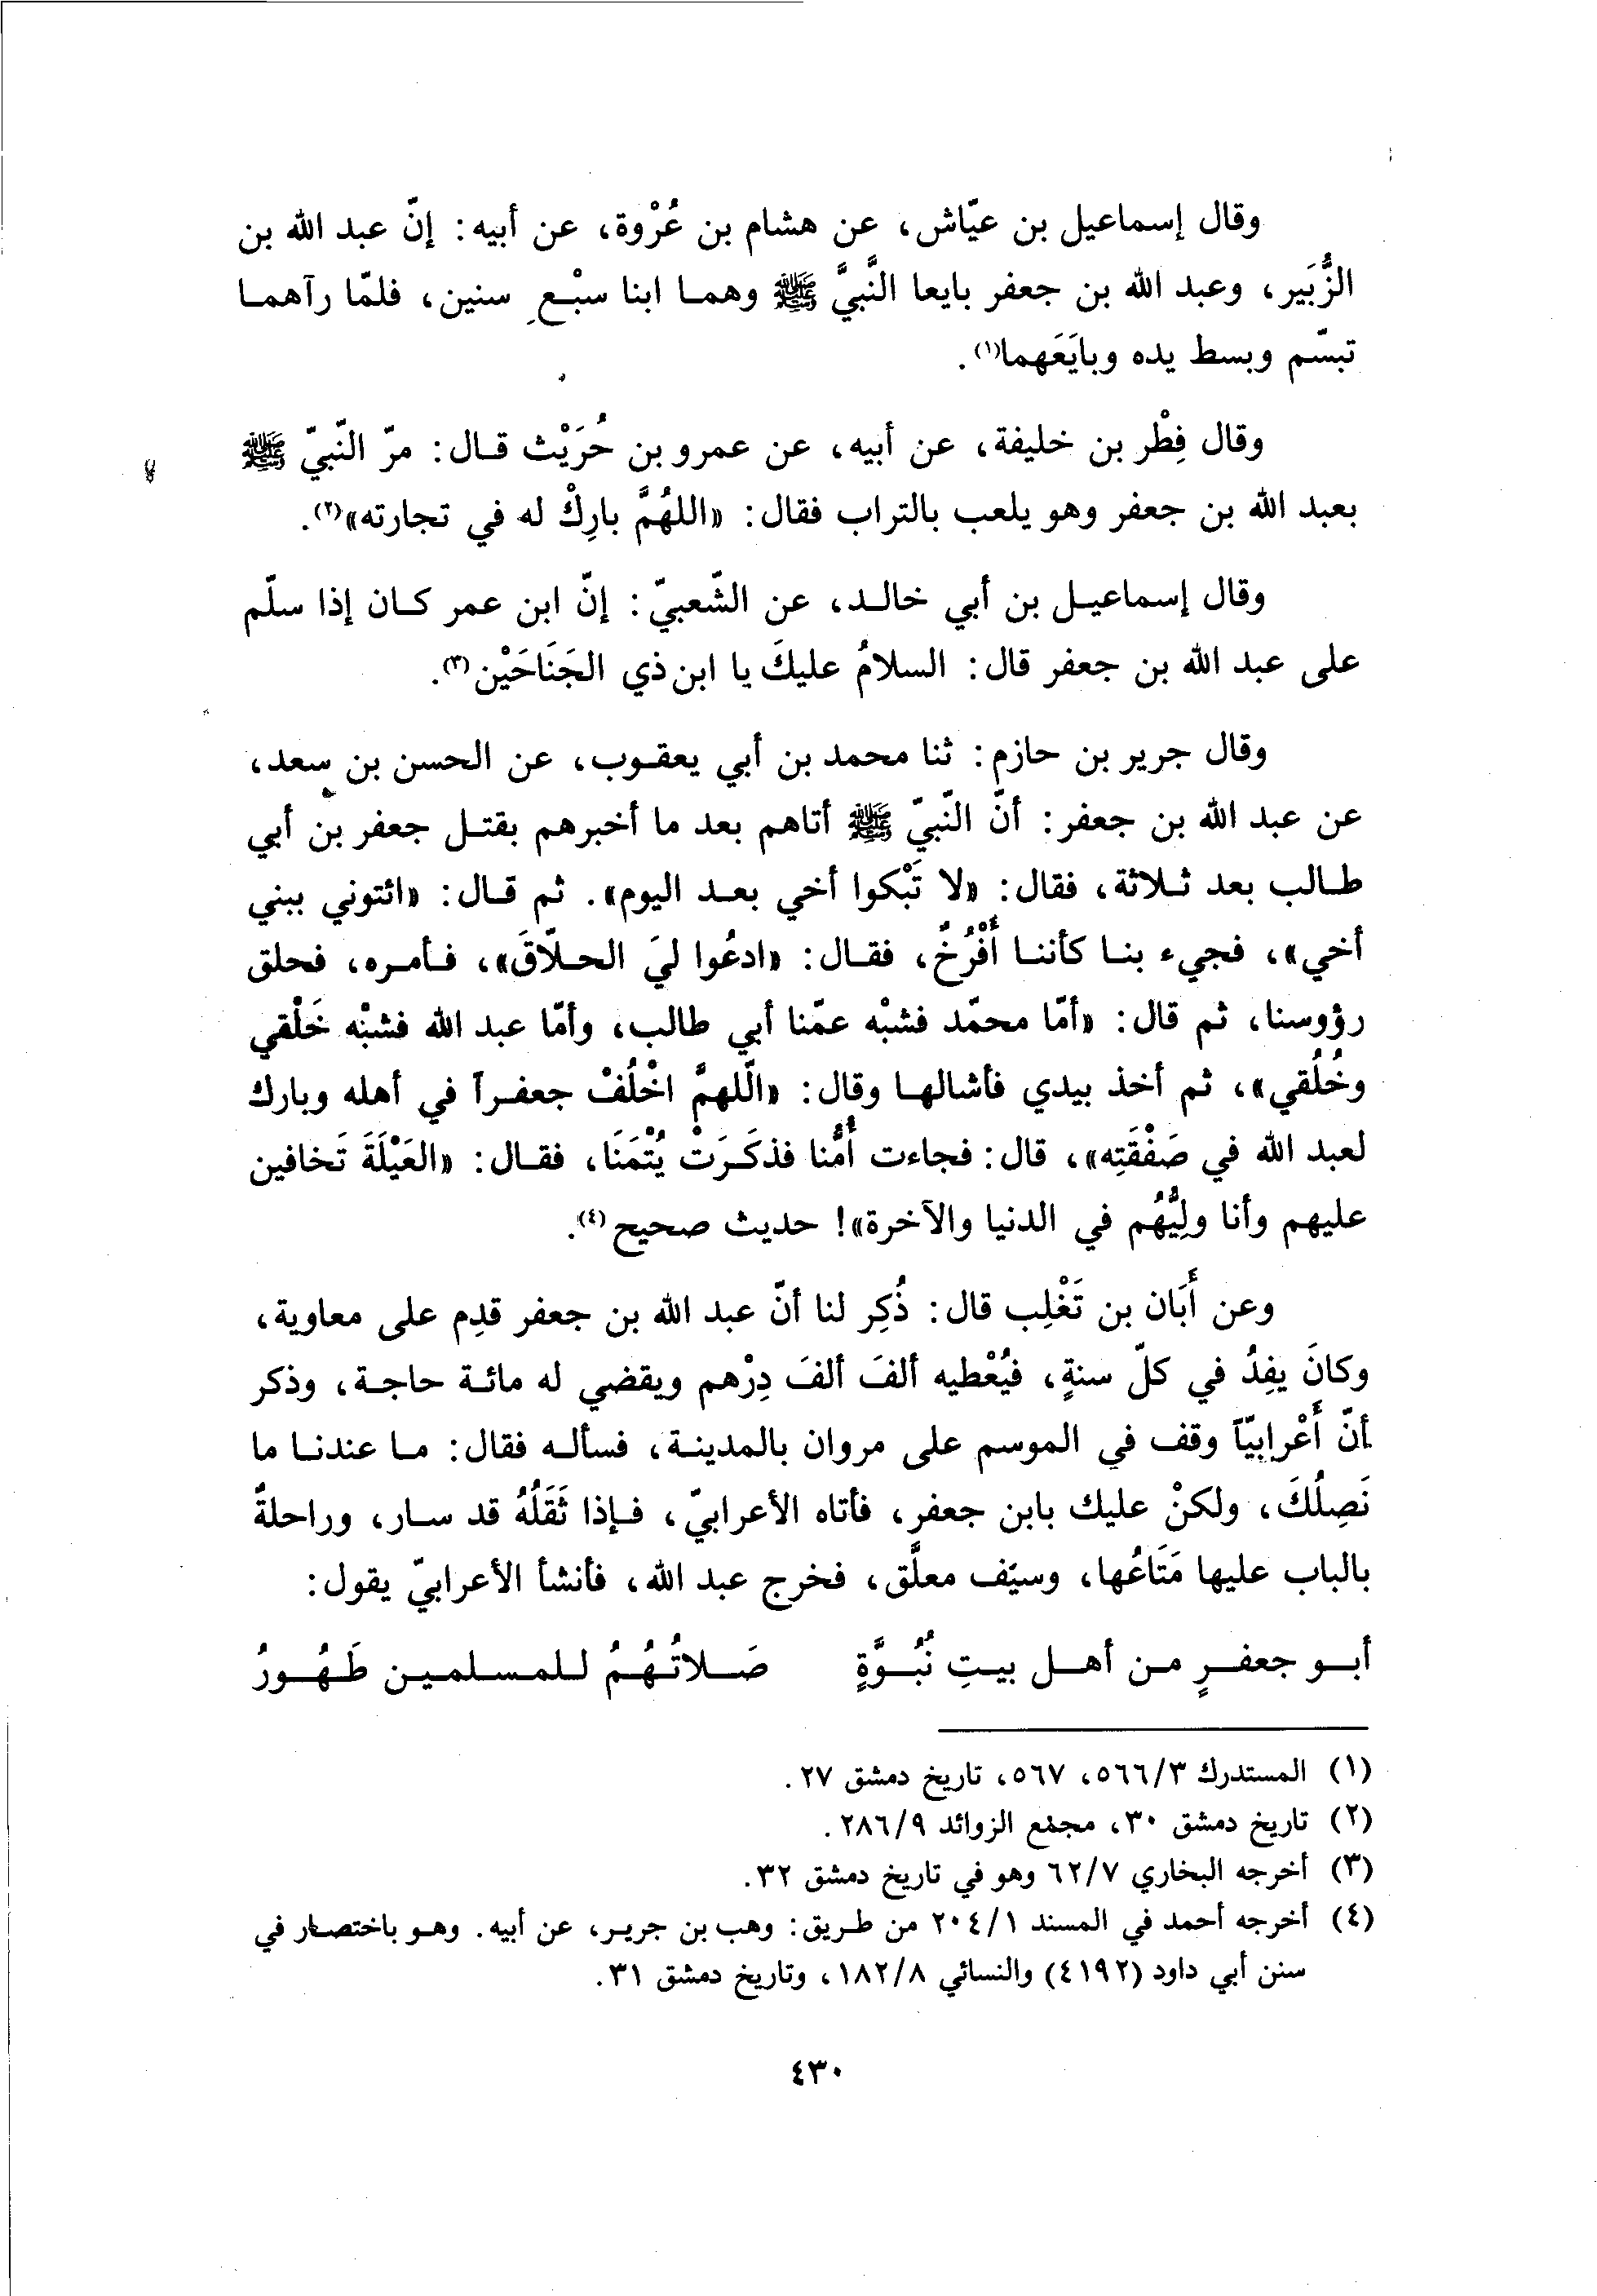 وقال إسماعيل بن عيّاش، عن هشام بن عُرْوة، عن أبيه: إنّ عبد الله بن
الزُّبَير، وعبد الله بن جعفر بايعا النَّبيَّ ﷺ وهما ابنا سبْع سنين، فلمّا رآهما
تبسّم وبسط يده وبايَعَهما(١).
وقال فِطْر بن خليفة، عن أبيه، عن عمرو بن حُرَيْث قال: مرّ النّبيّ ﷺ
بعبد الله بن جعفر وهو يلعب بالتراب فقال: «اللهُمَّ بارِكْ له في تجارته»(٢).
وقال إسماعيل بن أبي خالد، عن الشّعبيّ: إنّ ابن عمر كان إذا سلّم
على عبد الله بن جعفر قال: السلامُ عليكَ يا ابن ذي الجَنَاحَيْن(٣).
وقال جرير بن حازم: ثنا محمد بن أبي يعقوب، عن الحسن بن سعد،
عن عبد الله بن جعفر: أنّ النّبيّ ﷺ أتاهم بعد ما أخبرهم بقتل جعفر بن أبي
طالب بعد ثلاثة، فقال: «لا تَبْكوا أخي بعد اليوم». ثم قال: «ائتوني ببني
أخي»، فجيء بنا كأننا أَفْرُخٌ، فقال: «ادعُوا ليَ الحلّاقَ»، فأمره، فحلق
رؤوسنا، ثم قال: «أمّا محمّد فشبْه عمّنا أبي طالب، وأمّا عبد الله فشبْه خَلْقي
وخُلُقي»، ثم أخذ بيدي فأشالها وقال: «الّلهمَّ اخْلُفْ جعفراً في أهله وبارك
لعبد الله في صَفْقَتِه»، قال: فجاءت أُمُّنا فذكَرَتْ يُتْمَنَا، فقال: «العَيْلَةَ تَخافين
عليهم وأنا ولِيُّهُم في الدنيا والآخرة»! حديث صحيح(٤).
وعن أَبَان بن تَغْلِب قال: ذُكِر لنا أنّ عبد الله بن جعفر قدِم على معاوية،
وكانَ يفِدُ في كلّ سنةٍ، فيُعْطيه ألفَ ألفَ دِرْهم ويقضي له مائة حاجة، وذكر
أنّ أَعْرابيّاً وقف في الموسم على مروان بالمدينة، فسأله فقال: ما عندنا ما
نَصِلُكَ، ولكنْ عليك بابن جعفر، فأتاه الأعرابيّ، فإذا ثَقَلُهُ قد سار، وراحلةٌ
بالباب عليها مَتَاعُها، وسيْف معلَّق، فخرج عبد الله، فأنشأ الأعرابيّ يقول:
أبو جعفرٍ من أهل بيتِ نُبُوَّةٍ صَلاتُهُمُ للمسلمين طَهُورُ
(١) المستدرك ٥٦٦/٣، ٥٦٧، تاريخ دمشق ٢٧.
(٢) تاريخ دمشق ٣٠، مجمع الزوائد ٢٨٦/٩.
(٣) أخرجه البخاري ٦٢/٧ وهو في تاريخ دمشق ٣٢.
(٤) أخرجه أحمد في المسند ٢٠٤/١ من طريق: وهب بن جرير، عن أبيه. وهو باختصار في
سنن أبي داود (٤١٩٢) والنسائي ١٨٢/٨، وتاريخ دمشق ٣١.
٤٣٠